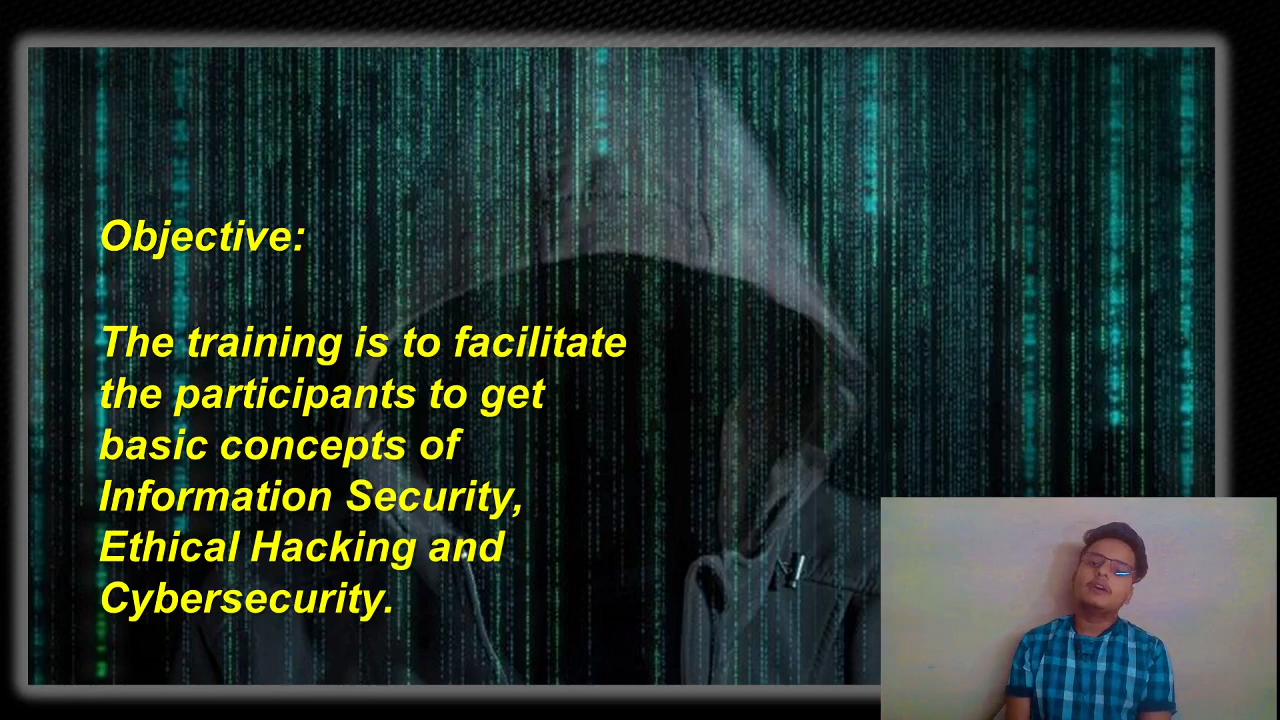 Objective:
The training is to facilitate
the participants to get
basic concepts of
Information Security,
Ethical Hacking and
Cybersecurity.